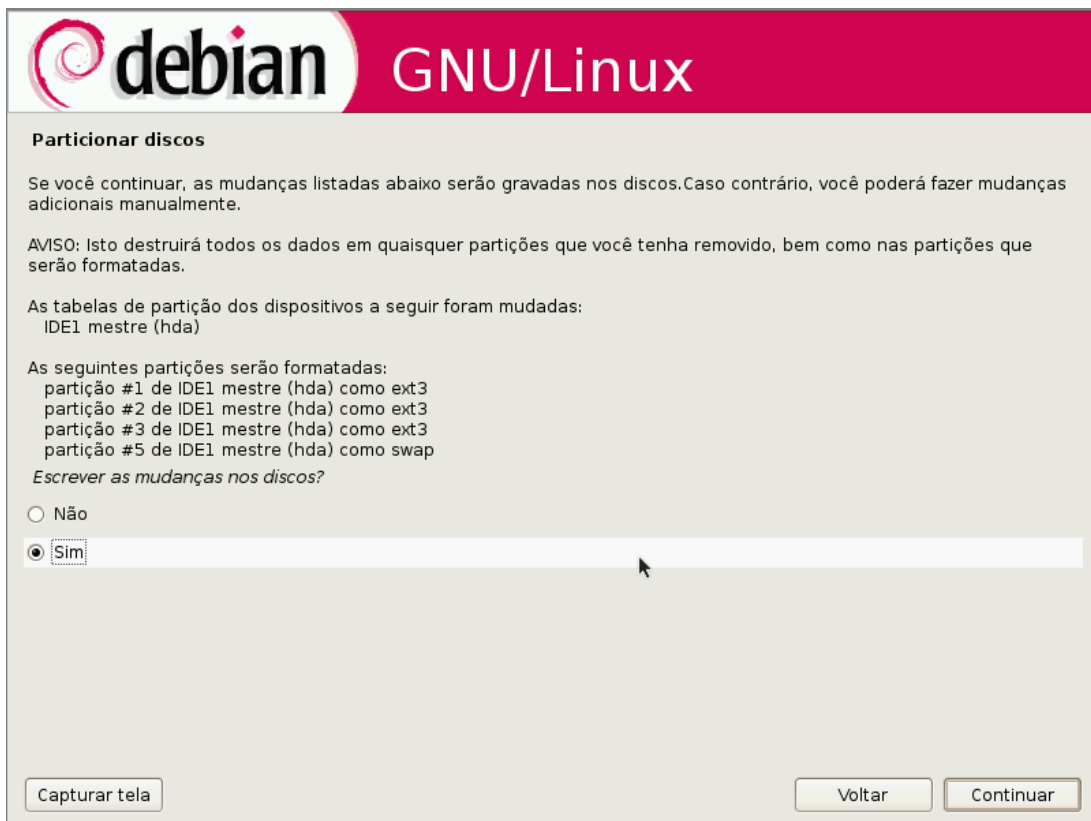 debian GNU/Linux
Particionar discos
Se você continuar, as mudanças listadas abaixo serão gravadas nos discos.Caso contrário, você poderá fazer mudanças
adicionais manualmente.
AVISO: Isto destruirá todos os dados em quaisquer partições que você tenha removido, bem como nas partições que
serão formatadas.
As tabelas de partição dos dispositivos a seguir foram mudadas:
IDE1 mestre (hda)
As seguintes partições serão formatadas:
partição #1 de IDE1 mestre (hda) como ext3
partição #2 de IDE1 mestre (hda) como ext3
partição #3 de IDE1 mestre (hda) como ext3
partição #5 de IDE1 mestre (hda) como swap
Escrever as mudanças nos discos?
Não
Sim
Capturar tela Voltar Continuar